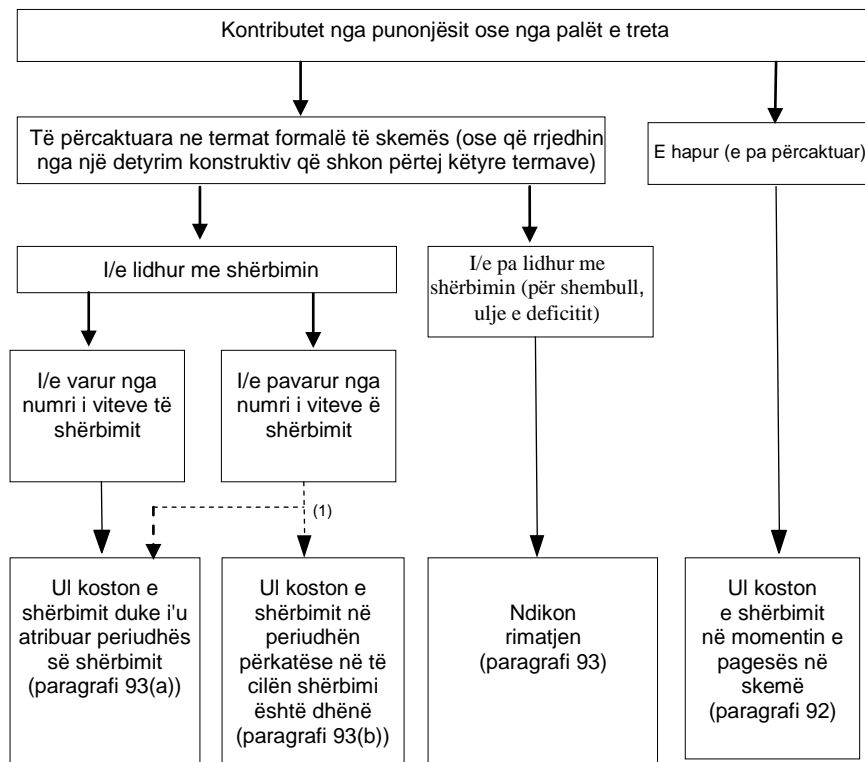 Kontributet nga punonjësit ose nga palët e treta
Të përcaktuara ne termat formalë të skemës (ose që rrjedhin
nga një detyrim konstruktiv që shkon përtej këtyre termave)
E hapur (e pa përcaktuar)
I/e lidhur me shërbimin
I/e pa lidhur me
shërbimin (për shembull,
ulje e deficitit)
I/e varur nga
numri i viteve të
shërbimit
I/e pavarur nga
numri i viteve ë
shërbimit
(1)
Ul koston e
shërbimit duke i'u
atribuar periudhës
së shërbimit
(paragrafi 93(a))
Ul koston e
shërbimit në
periudhën
përkatëse në të
cilën shërbimi
është dhënë
(paragrafi 93(b))
Ndikon
rimatjen
(paragrafi 93)
Ul koston
e shërbimit
në momentin e
pagesës në
skemë
(paragrafi 92)